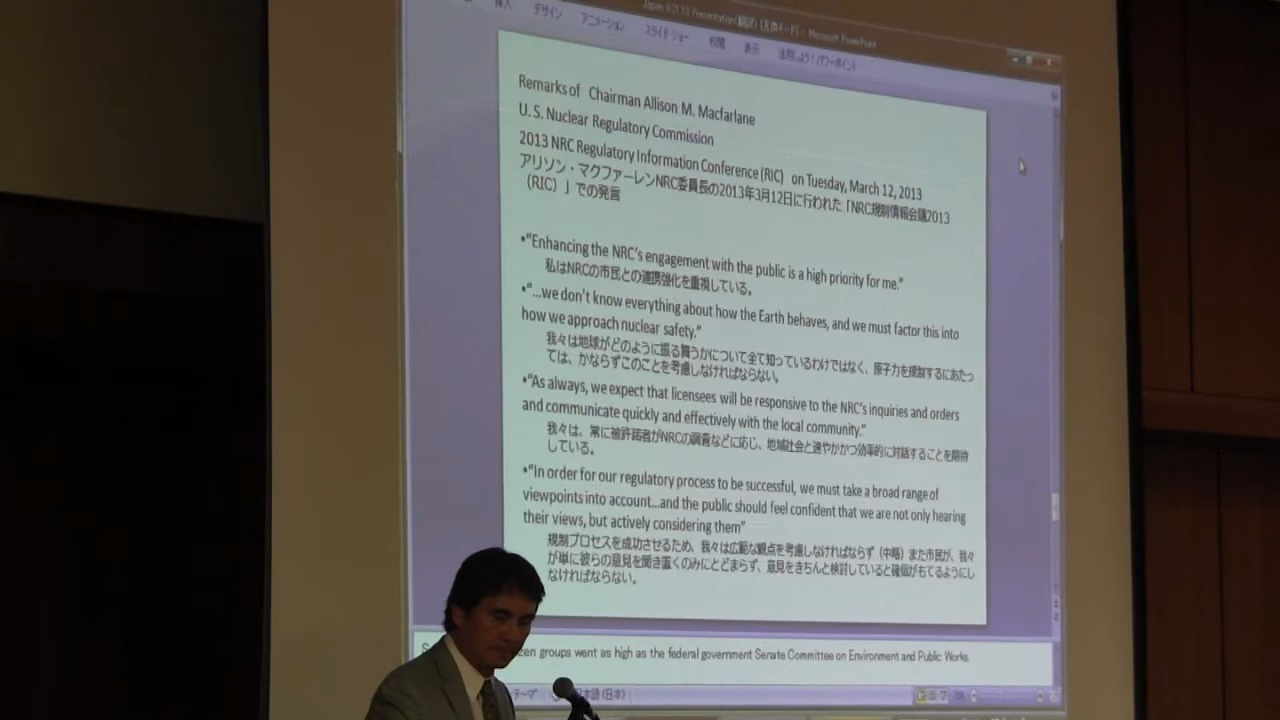 挿入 デザイン アニメーション スライド ショー 校閲 表示
Microsoft PowerPoint
Remarks of Chairman Allison M. Macfarlane
U.S. Nuclear Regulatory Commission
2013 NRC Regulatory Information Conference (RIC) on Tuesday, March 12, 2013
アリソン・マクファーレンNRC委員長の2013年3月12日に行われた「NRC規制情報会議2013
（RIC）」での発言
•“Enhancing the NRC’s engagement with the public is a high priority for me.”
私はNRCの市民との連携強化を重視している。
•“…we don’t know everything about how the Earth behaves, and we must factor this into
how we approach nuclear safety.”
我々は地球がどのように振る舞うかについて全て知っているわけではなく、原子力を規制するにあたっ
ては、かならずこのことを考慮しなければならない。
•“As always, we expect that licensees will be responsive to the NRC’s inquiries and orders
and communicate quickly and effectively with the local community.”
我々は、常に被許諾者がNRCの調査などに応じ、地域社会と速やかかつ効率的に対話することを期待
している。
•“In order for our regulatory process to be successful, we must take a broad range of
viewpoints into account…and the public should feel confident that we are not only hearing
their views, but actively considering them”
規制プロセスを成功させるため、我々は広範な観点を考慮しなければならず（中略）また市民が、我々
が単に彼らの意見を聞き置くのみにとどまらず、意見をきちんと検討していると確信がもてるようにし
なければならない。
groups went as high as the federal government Senate Committee on Environment and Public Works.
日本語 (日本)